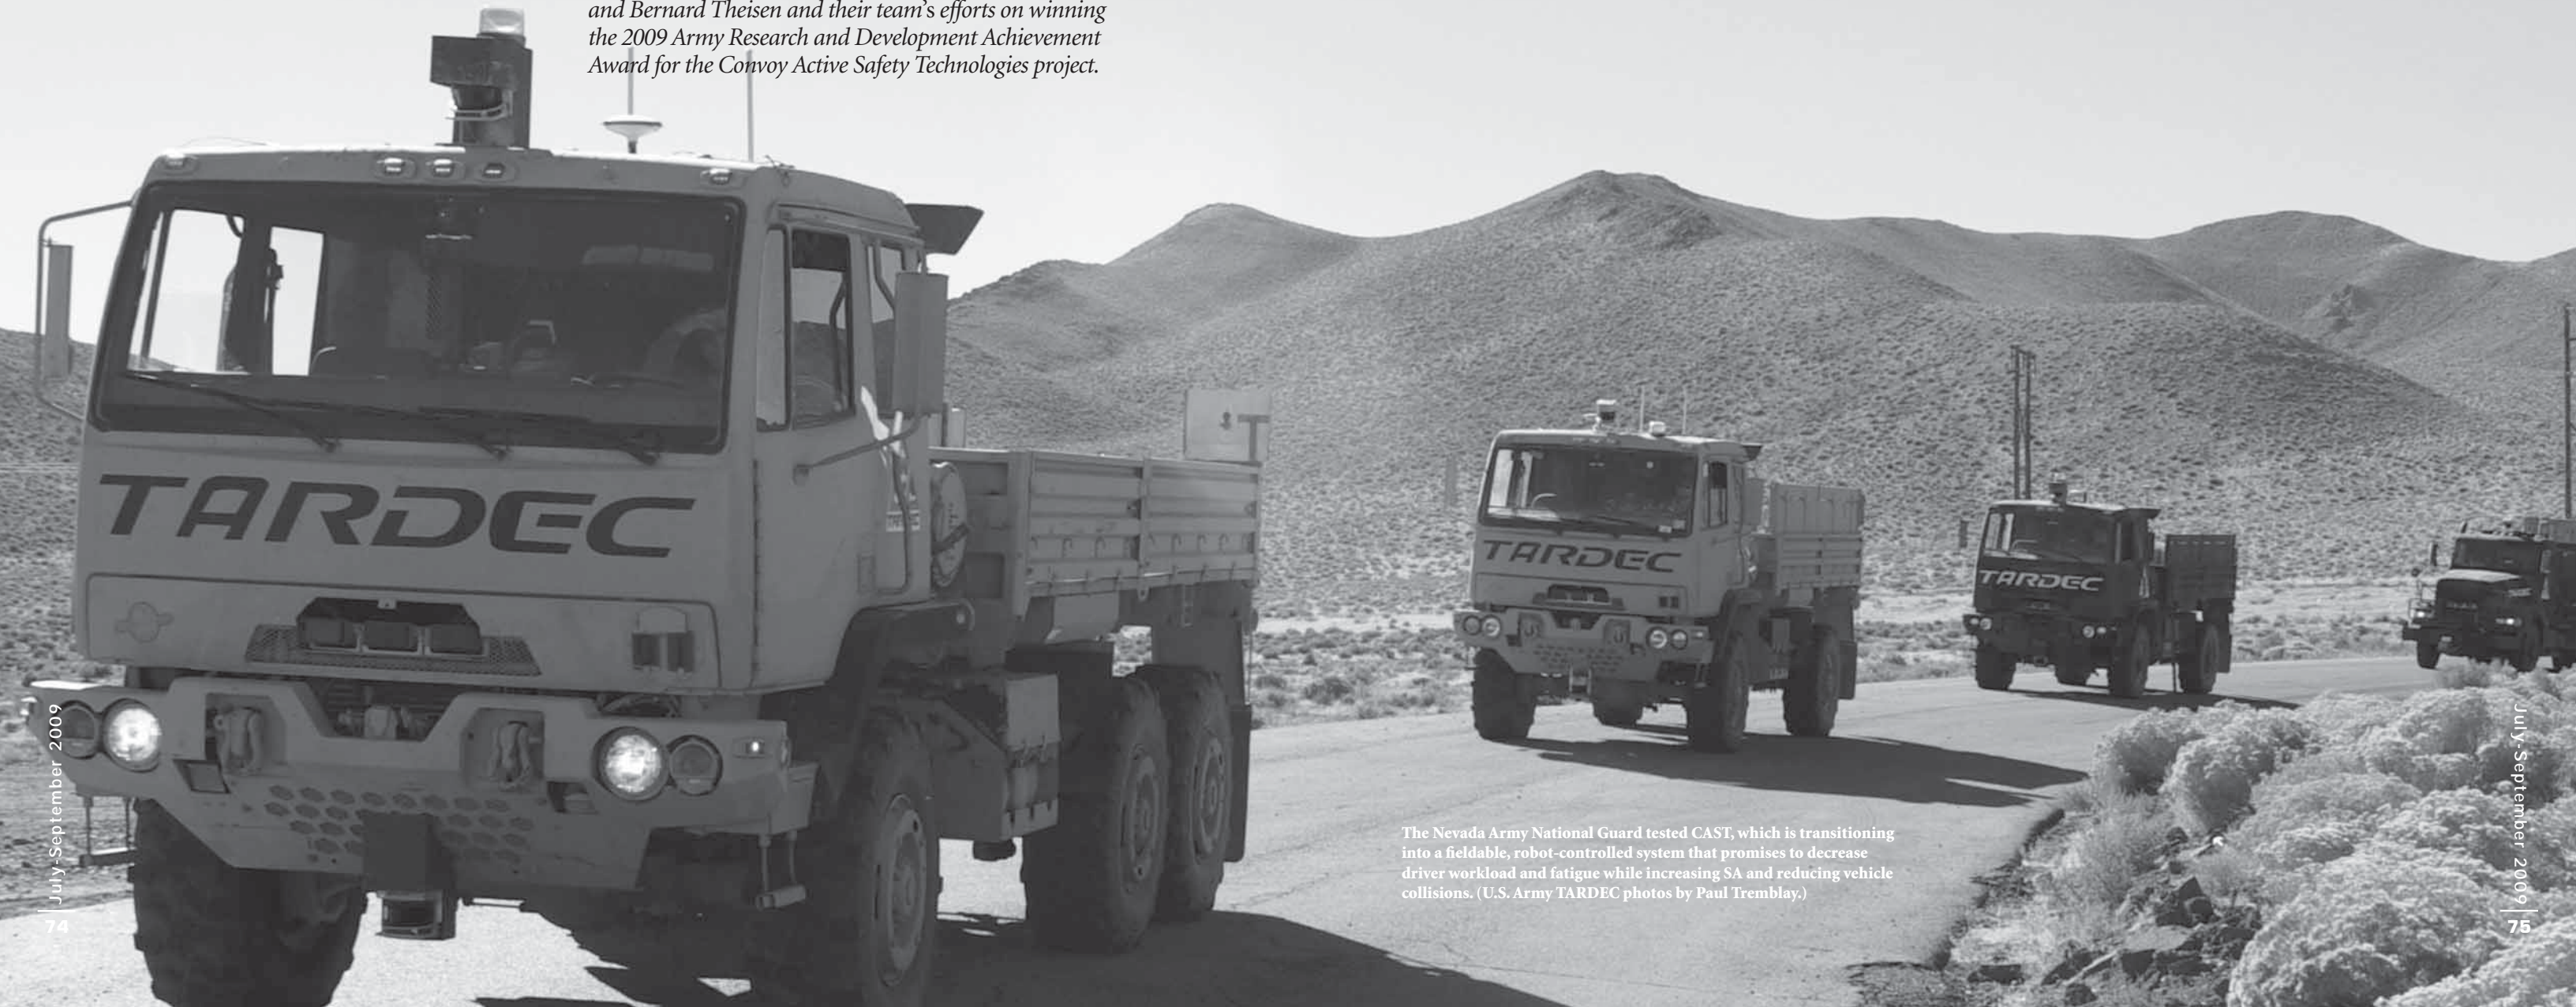 and Bernard Theisen and their team's efforts on winning
the 2009 Army Research and Development Achievement
Award for the Convoy Active Safety Technologies project.
TARDEC
TARDEC
TARDEC
The Nevada Army National Guard tested CAST, which is transitioning
into a fieldable, robot-controlled system that promises to decrease
driver workload and fatigue while increasing SA and reducing vehicle
collisions. (U.S. Army TARDEC photos by Paul Tremblay.)
July-September 2009
74
July-September 2009
75